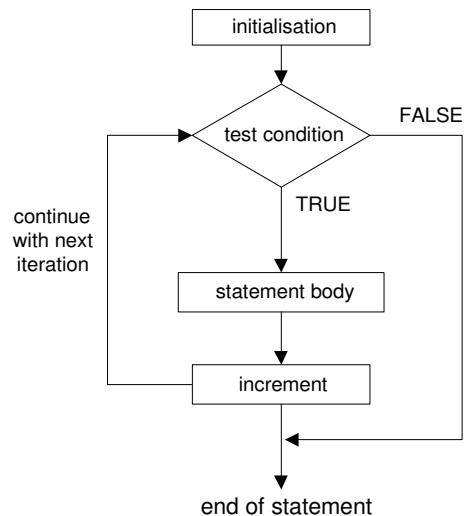 initialisation
test condition
FALSE
TRUE
continue
with next
iteration
statement body
increment
end of statement